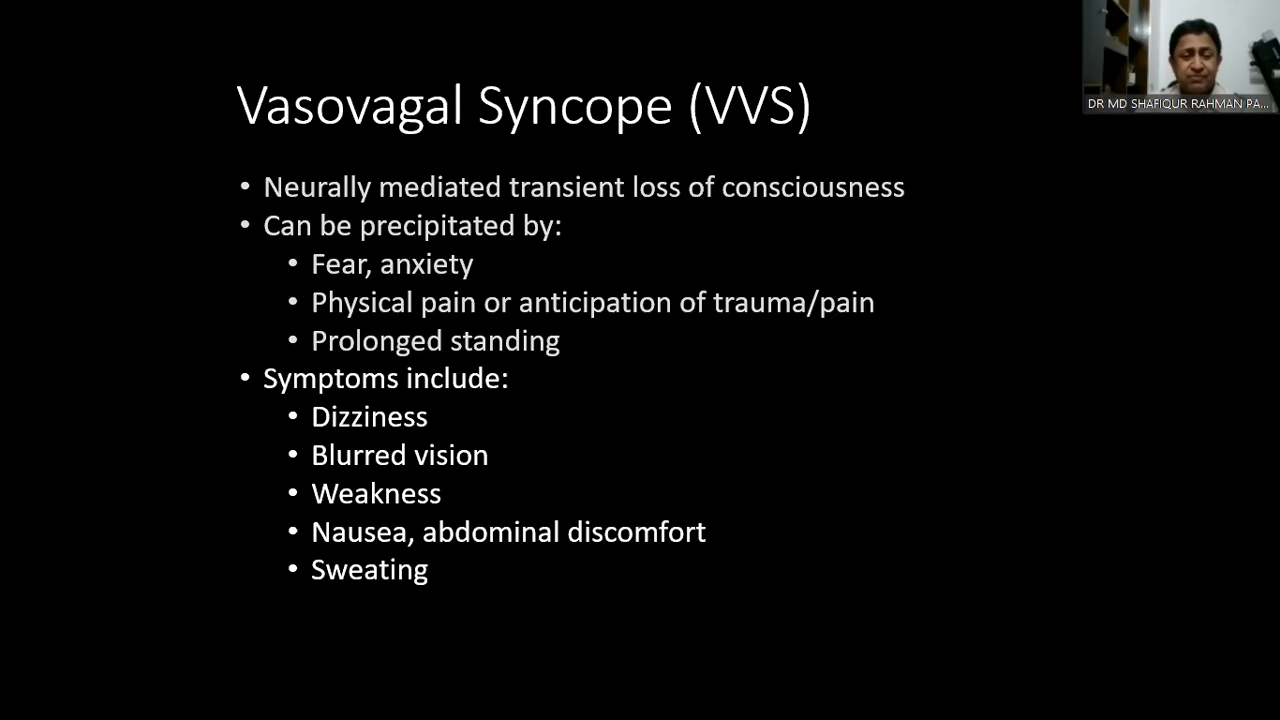 Vasovagal Syncope (VVS)
• Neurally mediated transient loss of consciousness
• Can be precipitated by:
• Fear, anxiety
• Physical pain or anticipation of trauma/pain
• Prolonged standing
• Symptoms include:
• Dizziness
• Blurred vision
• Weakness
• Nausea, abdominal discomfort
• Sweating
DR MD SHAFIQUR RAHMAN PA...